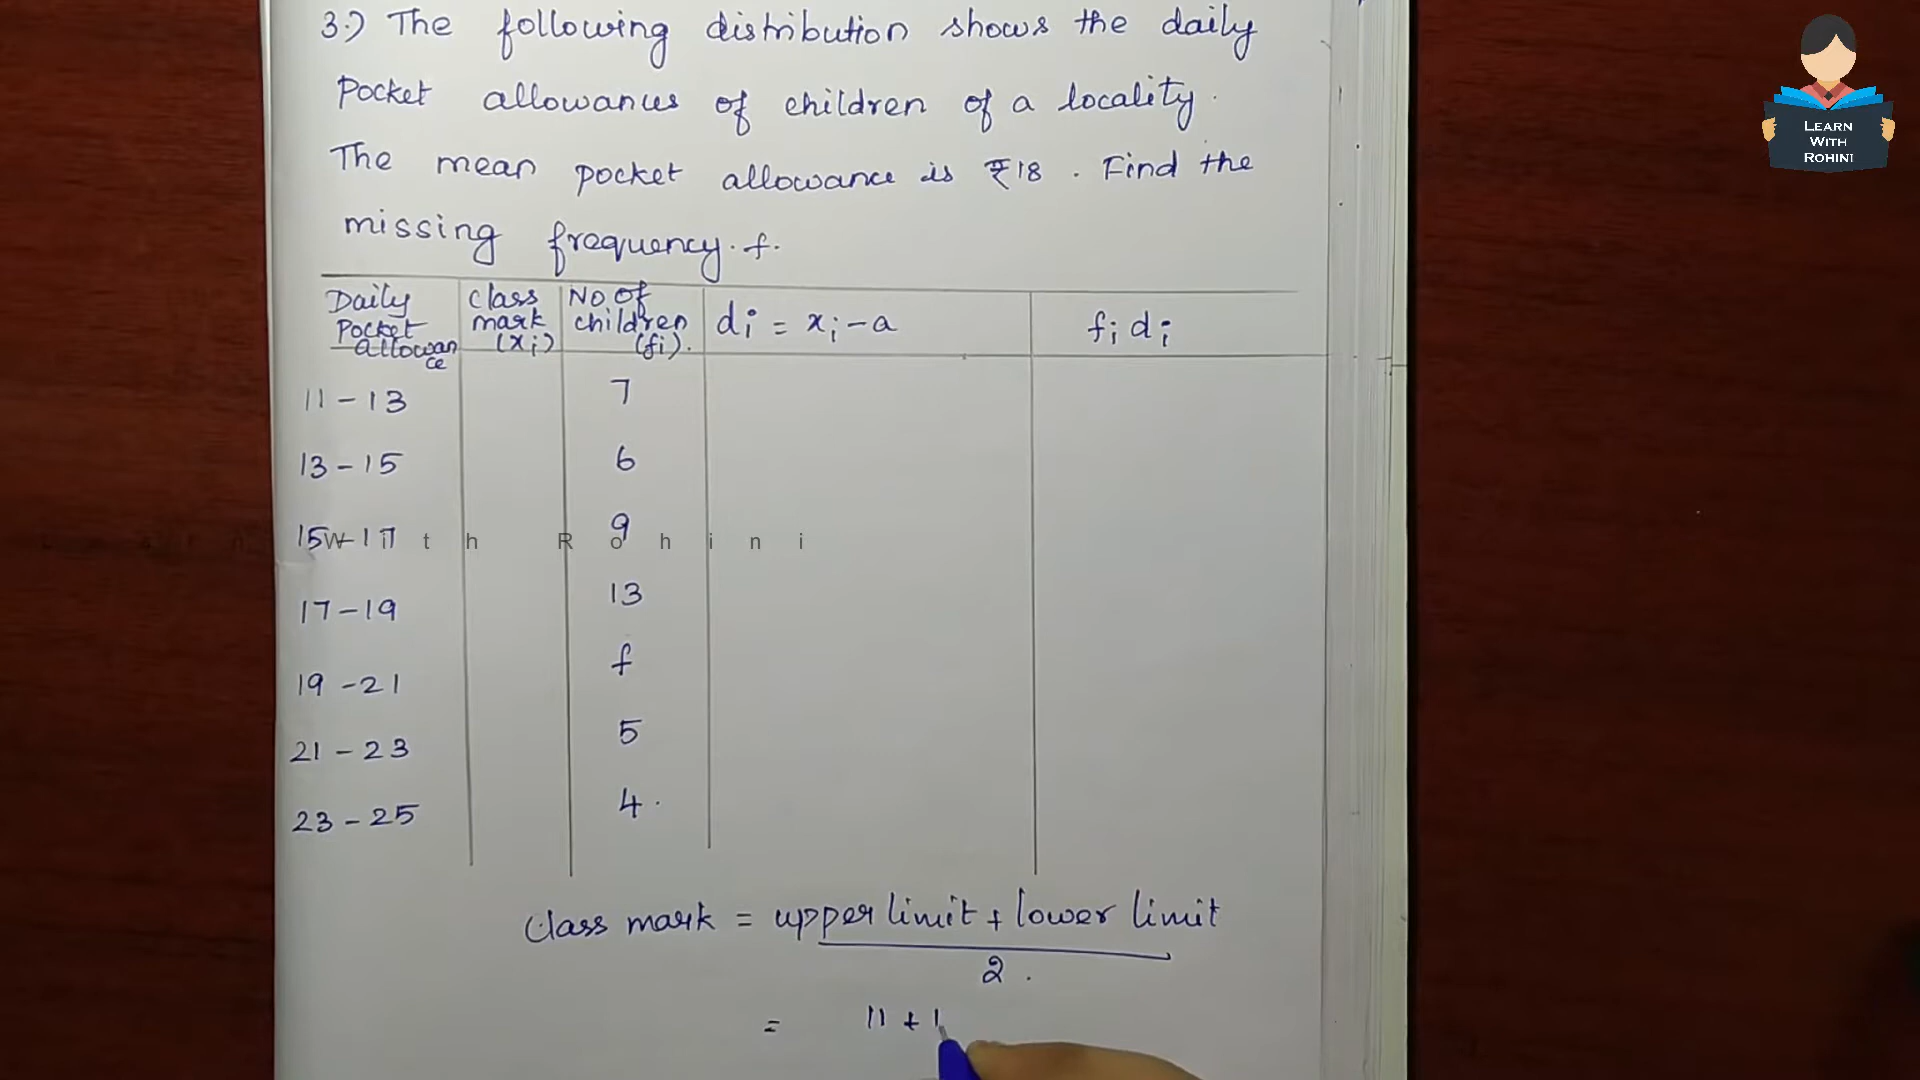 3.) The following distribution shows the daily
Pocket allowances of children of a locality.
The mean pocket allowance is ₹18. Find the
missing frequency. f.
Daily Pocket Allowance | Class mark (xi) | No. of children (fi). | di = xi - a | fi di
11 - 13 | 7
13 - 15 | 6
15 - 17 | 9
17 - 19 | 13
19 - 21 | f
21 - 23 | 5
23 - 25 | 4.
Class mark = upper limit + lower limit
2.
= 11 + 1
LEARN
WITH
ROHINI
With Rohini